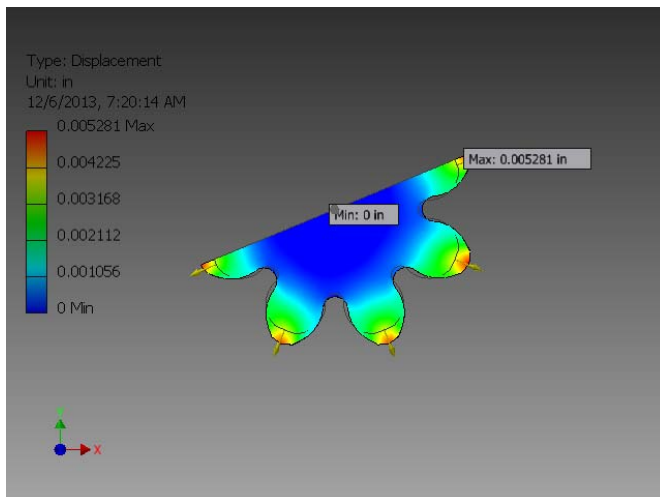 Type: Displacement
Unit: in
12/6/2013, 7:20:14 AM
0.005281 Max
0.004225
0.003168
0.002112
0.001056
0 Min
Max: 0.005281 in
Min: 0 in
X